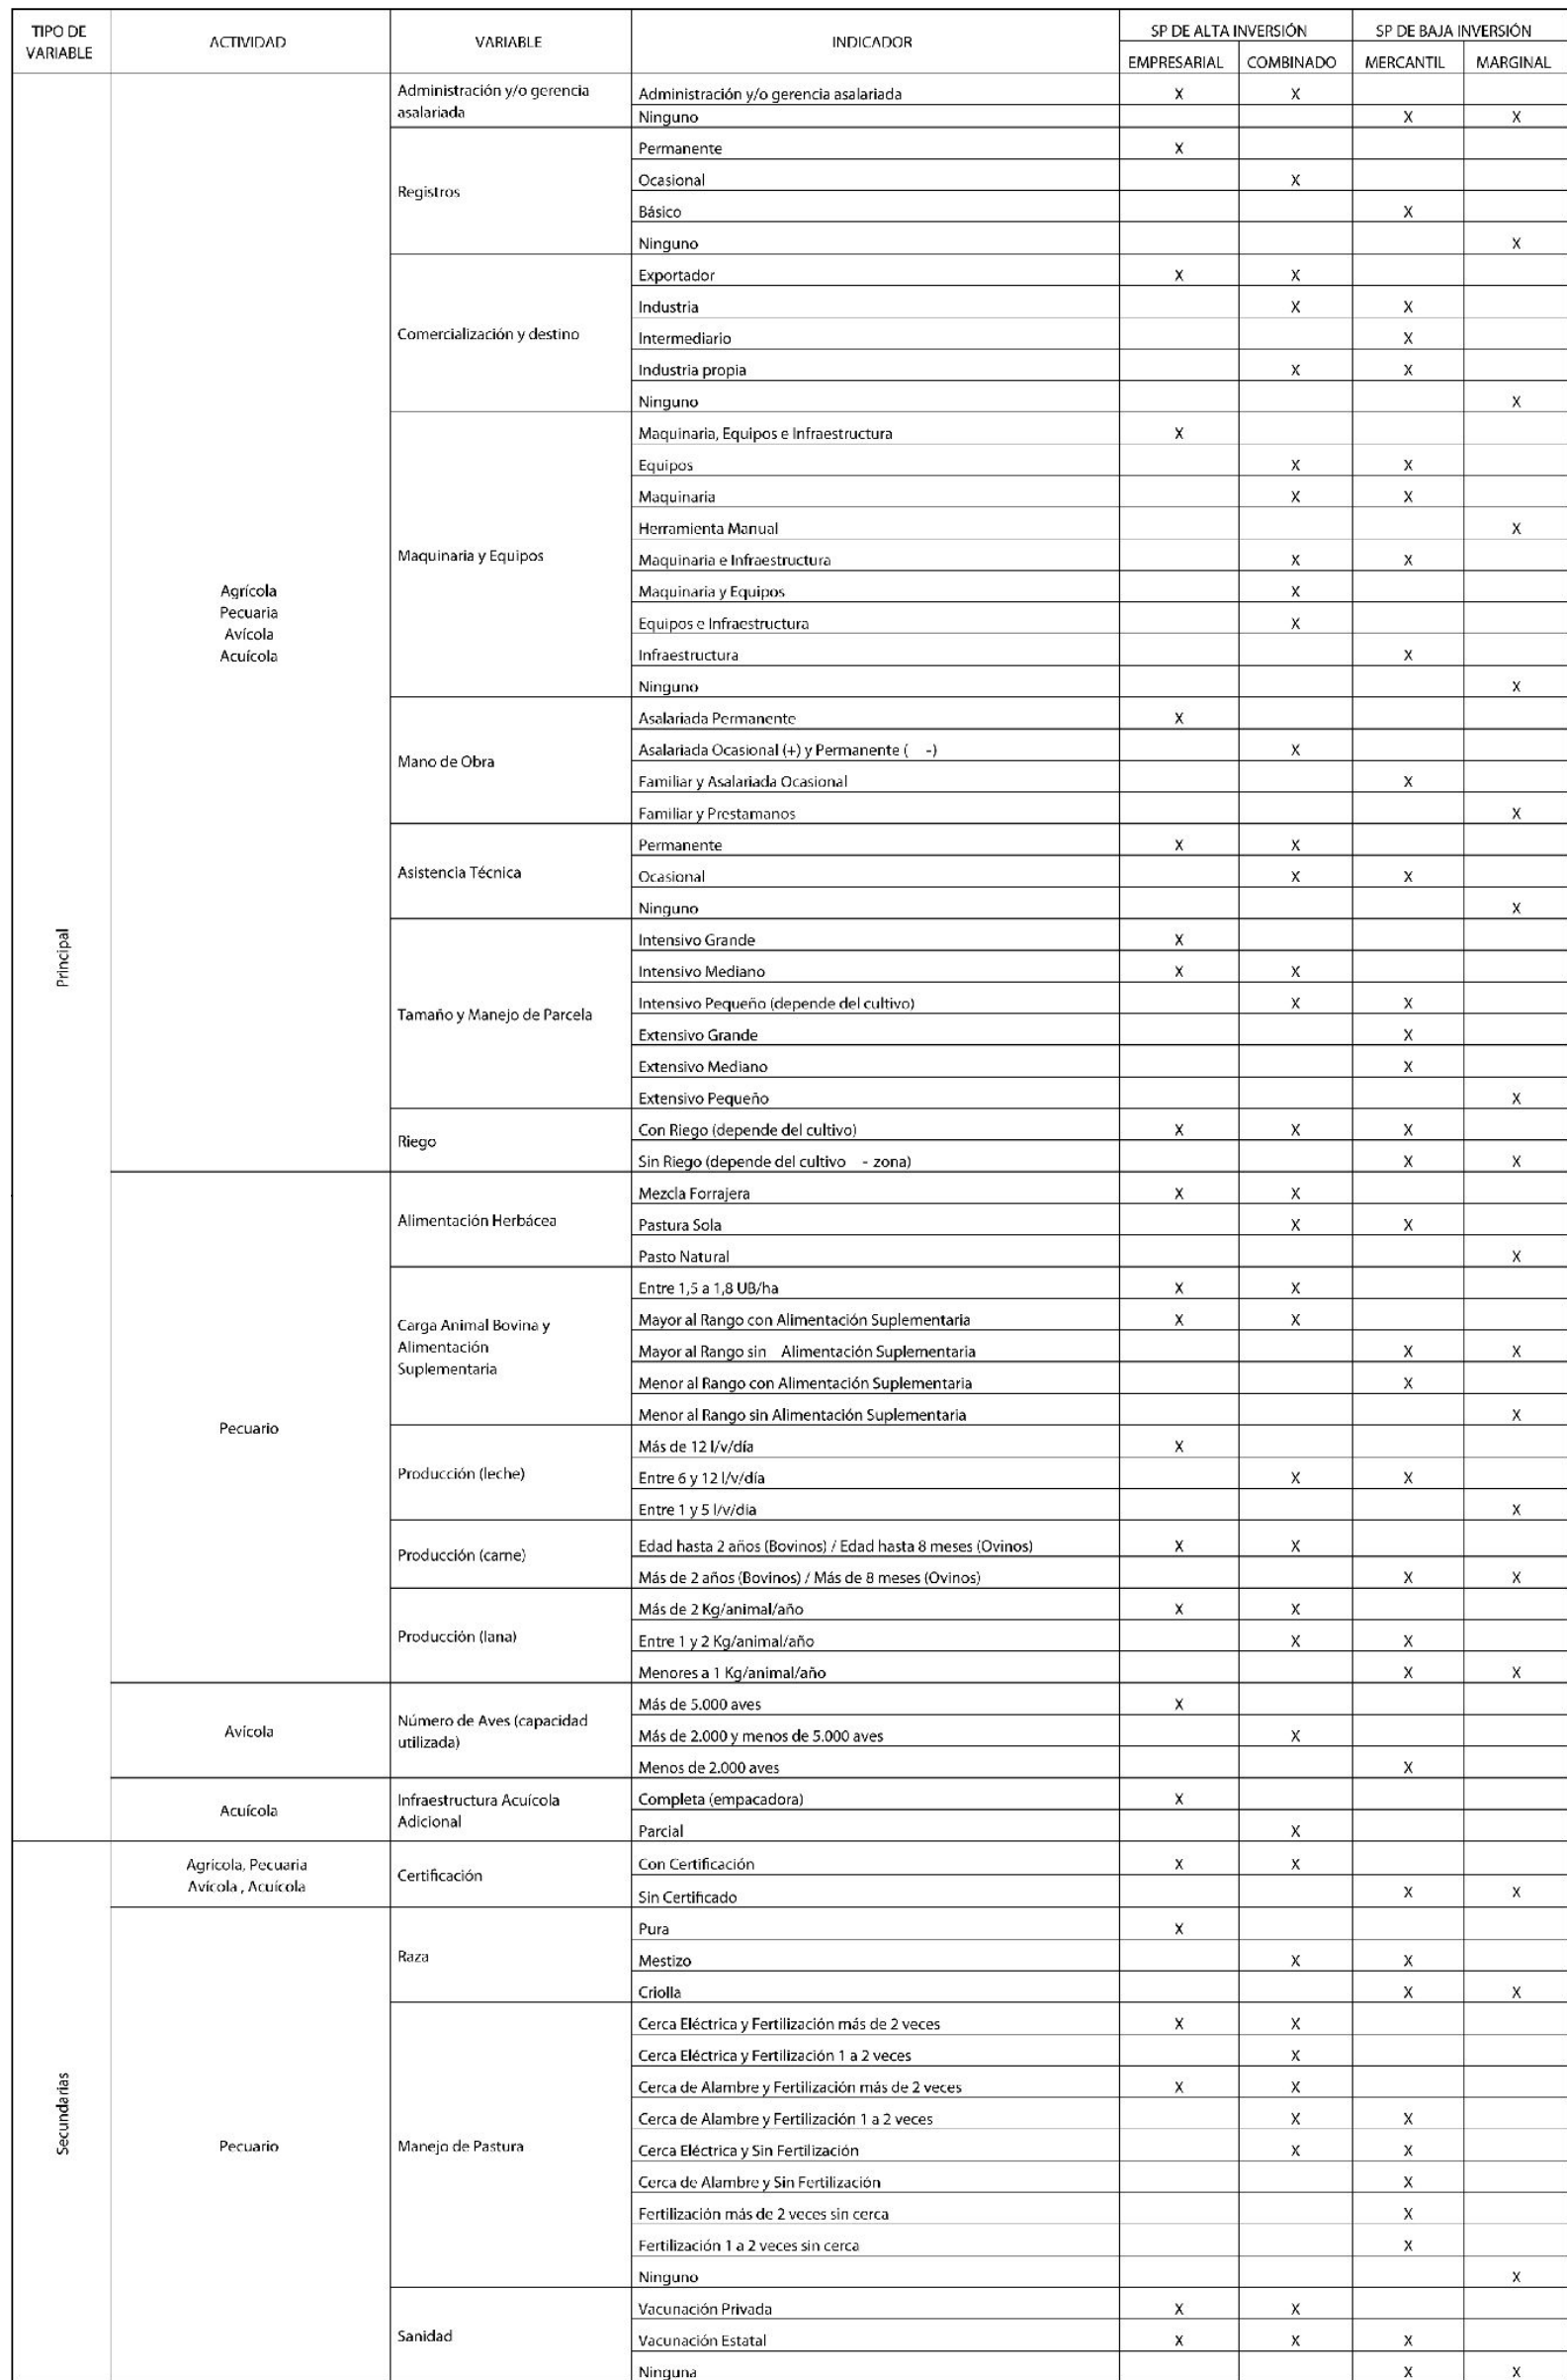 TIPO DE VARIABLE ACTIVIDAD VARIABLE INDICADOR SP DE ALTA INVERSIÓN SP DE BAJA INVERSIÓN
EMPRESARIAL COMBINADO MERCANTIL MARGINAL
Principal
Agrícola
Pecuaria
Avícola
Acuícola
Administración y/o gerencia
asalariada
Administración y/o gerencia asalariada X X
Ninguno X X
Registros
Permanente X
Ocasional X
Básico X
Ninguno X
Comercialización y destino
Exportador X X
Industria X X
Intermediario X
Industria propia X X
Ninguno X
Maquinaria y Equipos
Maquinaria, Equipos e Infraestructura X
Equipos X X
Maquinaria X X
Herramienta Manual X
Maquinaria e Infraestructura X X
Maquinaria y Equipos X
Equipos e Infraestructura X
Infraestructura X
Ninguno X
Mano de Obra
Asalariada Permanente X
Asalariada Ocasional (+) y Permanente ( -) X
Familiar y Asalariada Ocasional X
Familiar y Prestamanos X
Asistencia Técnica
Permanente X X
Ocasional X X
Ninguno X
Tamaño y Manejo de Parcela
Intensivo Grande X
Intensivo Mediano X X
Intensivo Pequeño (depende del cultivo) X X
Extensivo Grande X
Extensivo Mediano X
Extensivo Pequeño X
Riego
Con Riego (depende del cultivo) X X X
Sin Riego (depende del cultivo - zona) X X
Pecuario
Alimentación Herbácea
Mezcla Forrajera X X
Pastura Sola X X
Pasto Natural X
Carga Animal Bovina y
Alimentación
Suplementaria
Entre 1,5 a 1,8 UB/ha X X
Mayor al Rango con Alimentación Suplementaria X X
Mayor al Rango sin Alimentación Suplementaria X X
Menor al Rango con Alimentación Suplementaria X
Menor al Rango sin Alimentación Suplementaria X
Producción (leche)
Más de 12 l/v/día X
Entre 6 y 12 l/v/día X X
Entre 1 y 5 l/v/dia X
Producción (carne)
Edad hasta 2 años (Bovinos) / Edad hasta 8 meses (Ovinos) X X
Más de 2 años (Bovinos) / Más de 8 meses (Ovinos) X X
Producción (lana)
Más de 2 Kg/animal/año X X
Entre 1 y 2 Kg/animal/año X X
Menores a 1 Kg/animal/año X X
Avícola
Número de Aves (capacidad
utilizada)
Más de 5.000 aves X
Más de 2.000 y menos de 5.000 aves X
Menos de 2.000 aves X
Acuícola
Infraestructura Acuícola
Adicional
Completa (empacadora) X
Parcial X
Secundarias
Agrícola, Pecuaria
Avícola , Acuícola
Certificación
Con Certificación X X
Sin Certificado X X
Pecuario
Raza
Pura X
Mestizo X X
Criolla X X
Manejo de Pastura
Cerca Eléctrica y Fertilización más de 2 veces X X
Cerca Eléctrica y Fertilización 1 a 2 veces X
Cerca de Alambre y Fertilización más de 2 veces X X
Cerca de Alambre y Fertilización 1 a 2 veces X X
Cerca Eléctrica y Sin Fertilización X X
Cerca de Alambre y Sin Fertilización X
Fertilización más de 2 veces sin cerca X
Fertilización 1 a 2 veces sin cerca X
Ninguno X
Sanidad
Vacunación Privada X X
Vacunación Estatal X X X
Ninguna X X